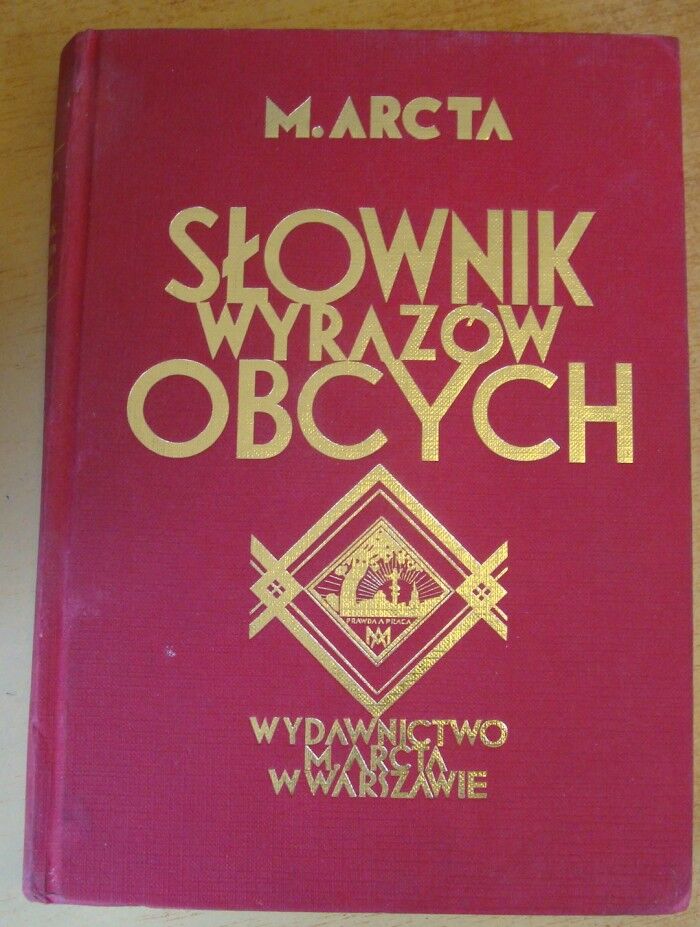 M. ARCTA
SŁOWNIK
WYRAZÓW
OBCYCH
PRAWDA A PRACA
WYDAWNICTWO
M. ARCTA
W WARSZAWIE